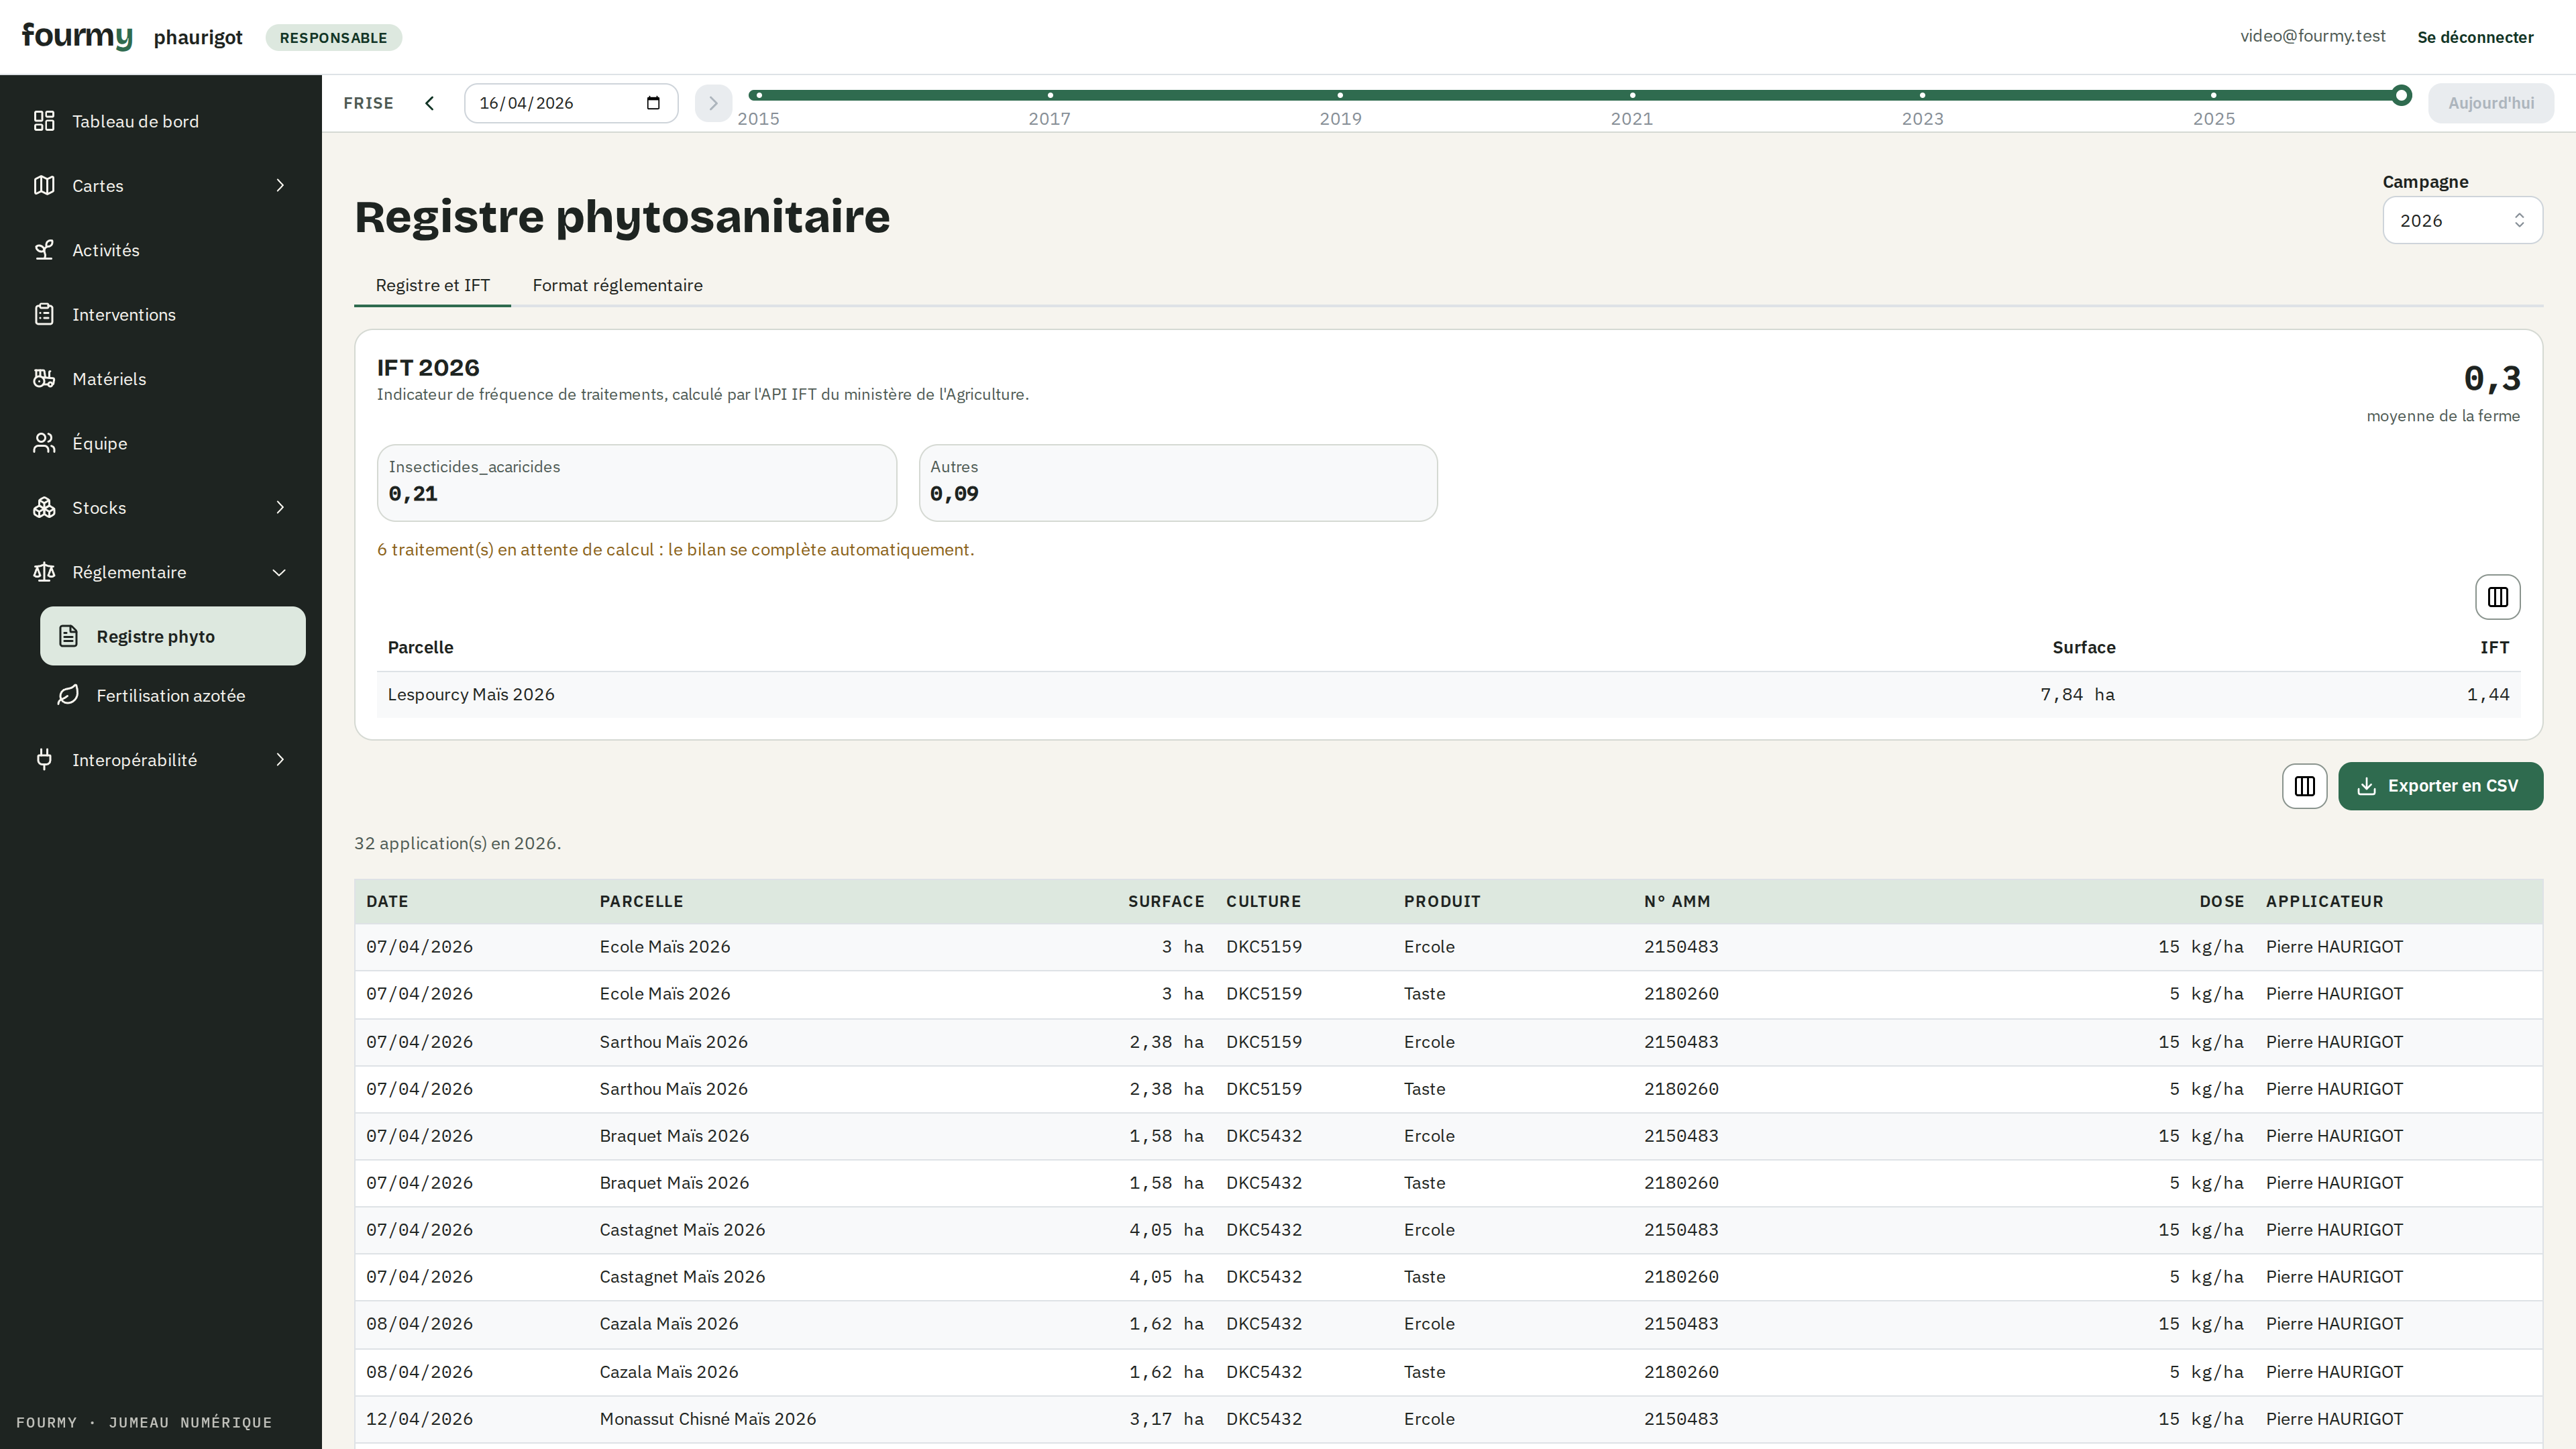 fourmy phaurigot RESPONSABLE video@fourmy.test Se déconnecter
FRISE 16/04/2026 Aujourd'hui
2015 2017 2019 2021 2023 2025
Tableau de bord
Cartes
Activités
Interventions
Matériels
Équipe
Stocks
Réglementaire
Registre phyto
Fertilisation azotée
Interopérabilité
FOURMY · JUMEAU NUMÉRIQUE
Campagne
Registre phytosanitaire 2026
Registre et IFT Format réglementaire
IFT 2026 0,3
Indicateur de fréquence de traitements, calculé par l'API IFT du ministère de l'Agriculture.
moyenne de la ferme
Insecticides_acaricides Autres
0,21 0,09
6 traitement(s) en attente de calcul : le bilan se complète automatiquement.
Parcelle Surface IFT
Lespourcy Maïs 2026 7,84 ha 1,44
Exporter en CSV
32 application(s) en 2026.
DATE PARCELLE SURFACE CULTURE PRODUIT N° AMM DOSE APPLICATEUR
07/04/2026 Ecole Maïs 2026 3 ha DKC5159 Ercole 2150483 15 kg/ha Pierre HAURIGOT
07/04/2026 Ecole Maïs 2026 3 ha DKC5159 Taste 2180260 5 kg/ha Pierre HAURIGOT
07/04/2026 Sarthou Maïs 2026 2,38 ha DKC5159 Ercole 2150483 15 kg/ha Pierre HAURIGOT
07/04/2026 Sarthou Maïs 2026 2,38 ha DKC5159 Taste 2180260 5 kg/ha Pierre HAURIGOT
07/04/2026 Braquet Maïs 2026 1,58 ha DKC5432 Ercole 2150483 15 kg/ha Pierre HAURIGOT
07/04/2026 Braquet Maïs 2026 1,58 ha DKC5432 Taste 2180260 5 kg/ha Pierre HAURIGOT
07/04/2026 Castagnet Maïs 2026 4,05 ha DKC5432 Ercole 2150483 15 kg/ha Pierre HAURIGOT
07/04/2026 Castagnet Maïs 2026 4,05 ha DKC5432 Taste 2180260 5 kg/ha Pierre HAURIGOT
08/04/2026 Cazala Maïs 2026 1,62 ha DKC5432 Ercole 2150483 15 kg/ha Pierre HAURIGOT
08/04/2026 Cazala Maïs 2026 1,62 ha DKC5432 Taste 2180260 5 kg/ha Pierre HAURIGOT
12/04/2026 Monassut Chisné Maïs 2026 3,17 ha DKC5432 Ercole 2150483 15 kg/ha Pierre HAURIGOT